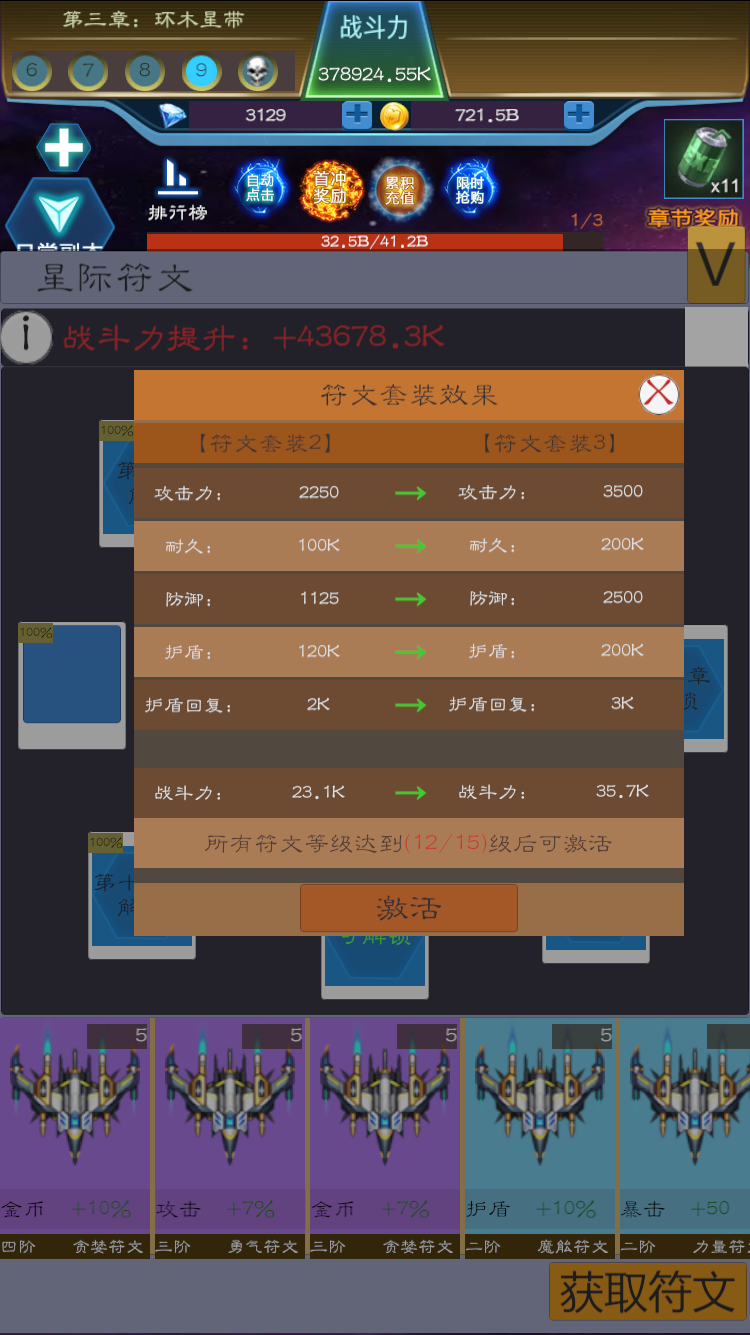 第三章：环木星带
战斗力
6 7 8 9
378924.55K
3129 721.5B
排行榜
自动点击
首冲奖励
累积充值
限时抢购
x11
1/3
章节奖励
32.5B/41.2B
星际符文
V
i 战斗力提升：+43678.3K
符文套装效果
100%
【符文套装2】 【符文套装3】
攻击力： 2250 → 攻击力： 3500
耐久： 100K → 耐久： 200K
防御： 1125 → 防御： 2500
100%
护盾： 120K → 护盾： 200K
护盾回复： 2K → 护盾回复： 3K
战斗力： 23.1K → 战斗力： 35.7K
100%
所有符文等级达到(12/15)级后可激活
第十
激活
5 5 5 5
金币 +10% 攻击 +7% 金币 +7% 护盾 +10% 暴击 +50
四阶 贪婪符文 三阶 勇气符文 三阶 贪婪符文 二阶 魔能符文 二阶 力量符
获取符文